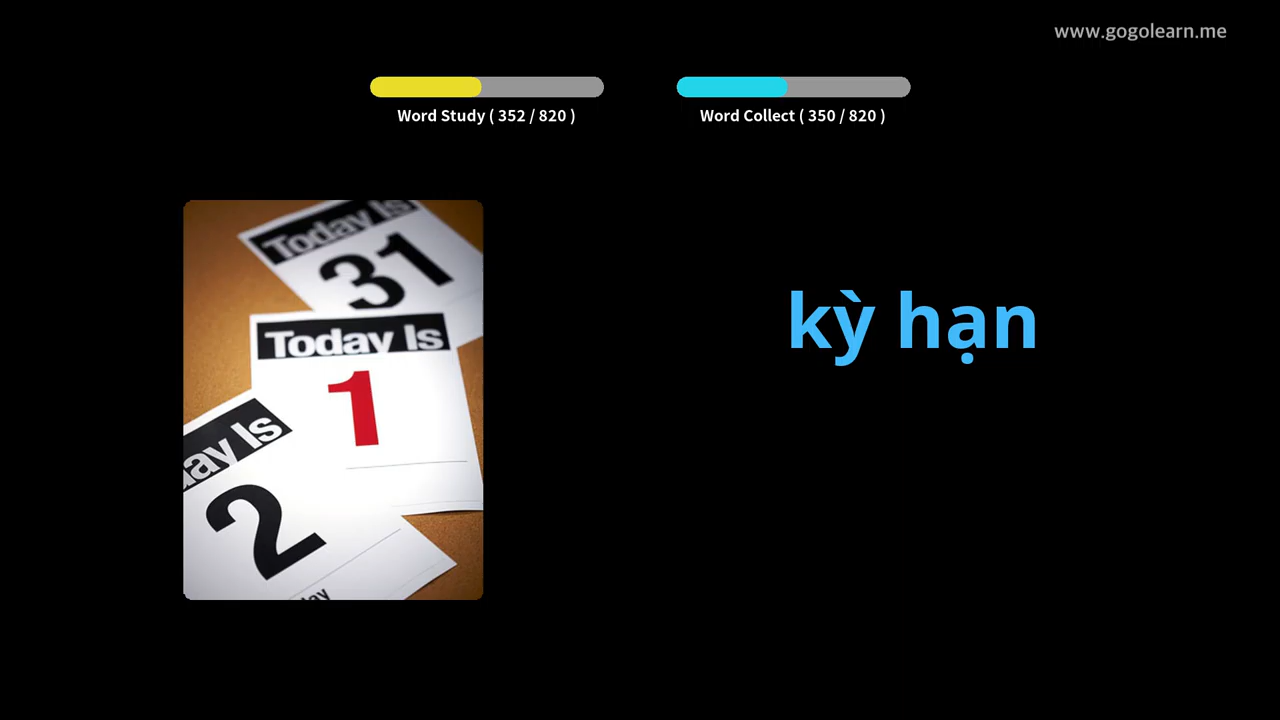 www.gogolearn.me
Word Study ( 352 / 820 )
Word Collect ( 350 / 820 )
Today Is
31
Today Is
1
ay Is
2
ay
kỳ hạn